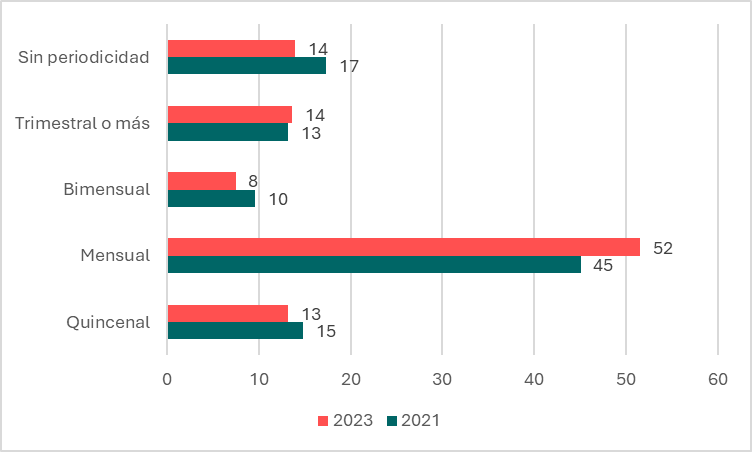 Sin periodicidad
14
17
Trimestral o más
14
13
Bimensual
8
10
Mensual
52
45
Quincenal
13
15
0 10 20 30 40 50 60
2023 2021